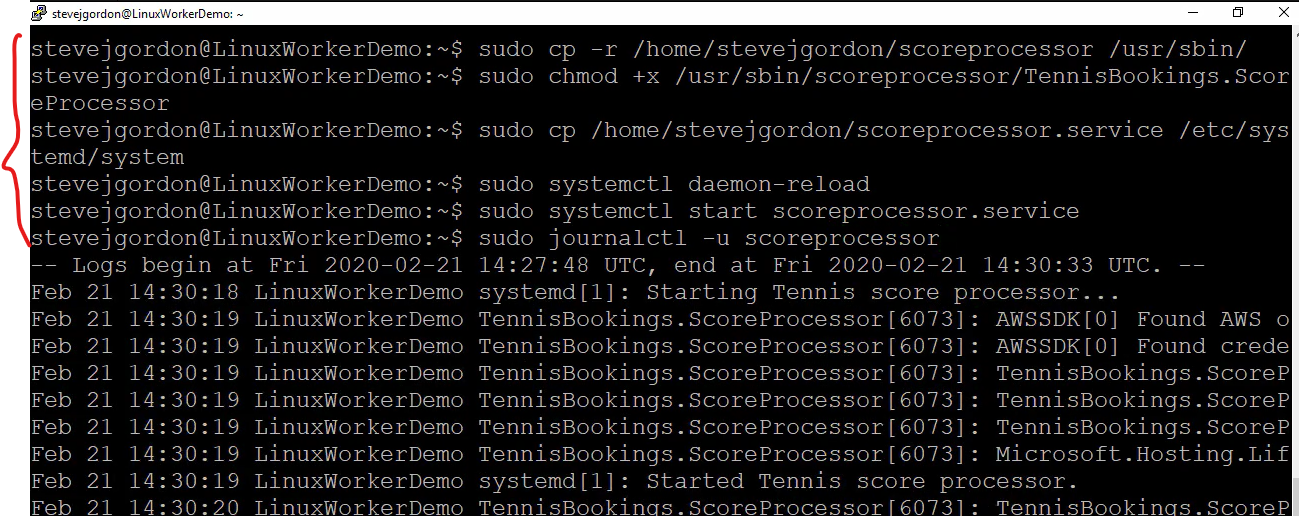 stevejgordon@LinuxWorkerDemo: ~
stevejgordon@LinuxWorkerDemo:~$ sudo cp -r /home/stevejgordon/scoreprocessor /usr/sbin/
stevejgordon@LinuxWorkerDemo:~$ sudo chmod +x /usr/sbin/scoreprocessor/TennisBookings.Scor
eProcessor
stevejgordon@LinuxWorkerDemo:~$ sudo cp /home/stevejgordon/scoreprocessor.service /etc/sys
temd/system
stevejgordon@LinuxWorkerDemo:~$ sudo systemctl daemon-reload
stevejgordon@LinuxWorkerDemo:~$ sudo systemctl start scoreprocessor.service
stevejgordon@LinuxWorkerDemo:~$ sudo journalctl -u scoreprocessor
-- Logs begin at Fri 2020-02-21 14:27:48 UTC, end at Fri 2020-02-21 14:30:33 UTC. --
Feb 21 14:30:18 LinuxWorkerDemo systemd[1]: Starting Tennis score processor...
Feb 21 14:30:19 LinuxWorkerDemo TennisBookings.ScoreProcessor[6073]: AWSSDK[0] Found AWS o
Feb 21 14:30:19 LinuxWorkerDemo TennisBookings.ScoreProcessor[6073]: AWSSDK[0] Found crede
Feb 21 14:30:19 LinuxWorkerDemo TennisBookings.ScoreProcessor[6073]: TennisBookings.ScoreP
Feb 21 14:30:19 LinuxWorkerDemo TennisBookings.ScoreProcessor[6073]: TennisBookings.ScoreP
Feb 21 14:30:19 LinuxWorkerDemo TennisBookings.ScoreProcessor[6073]: TennisBookings.ScoreP
Feb 21 14:30:19 LinuxWorkerDemo TennisBookings.ScoreProcessor[6073]: Microsoft.Hosting.Lif
Feb 21 14:30:19 LinuxWorkerDemo systemd[1]: Started Tennis score processor.
Feb 21 14:30:20 LinuxWorkerDemo TennisBookings.ScoreProcessor[6073]: TennisBookings.ScoreP